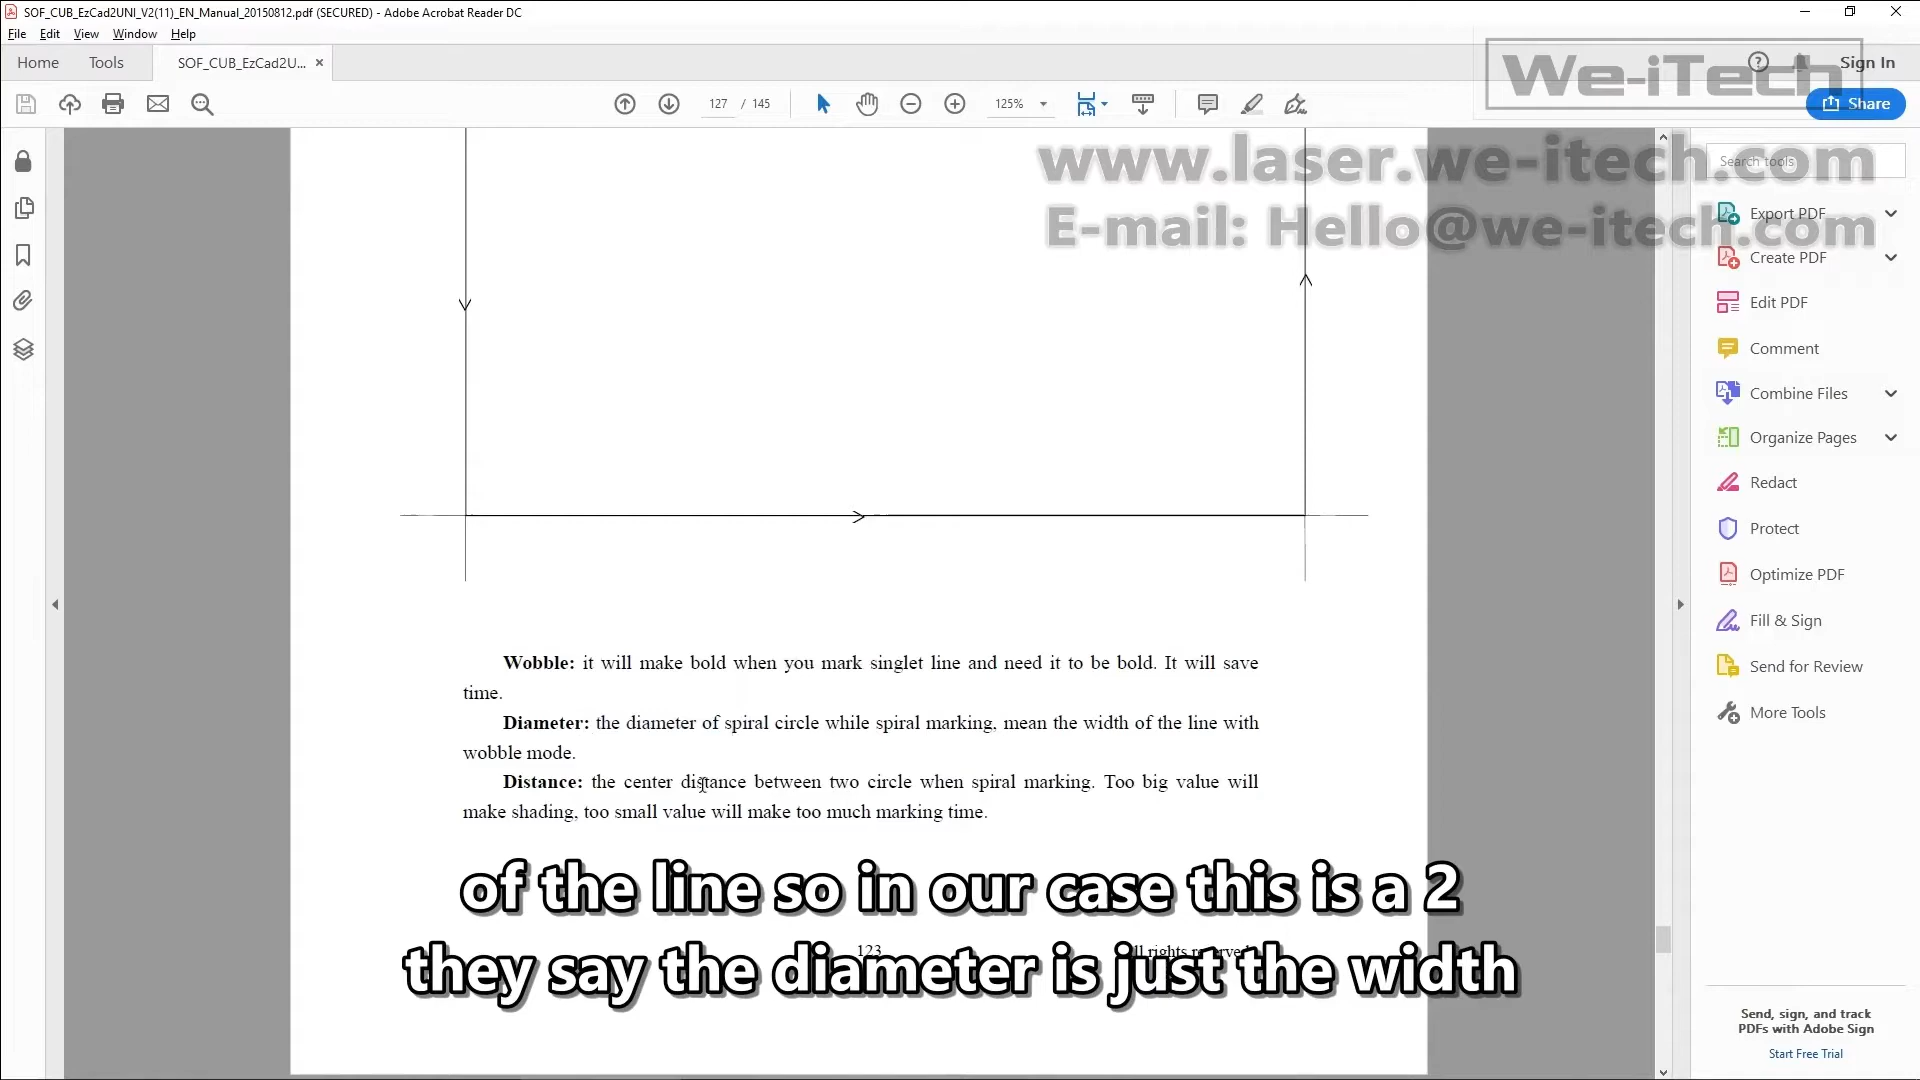 SOF_CUB_EzCad2UNI_V2(11)_EN_Manual_20150812.pdf (SECURED) - Adobe Acrobat Reader DC
File Edit View Window Help
Home Tools SOF_CUB_EzCad2U...
Sign In
We-iTech
127 / 145 125%
Share
www.laser.we-itech.com
E-mail: Hello@we-itech.com
Search tools
Export PDF
Create PDF
Edit PDF
Comment
Combine Files
Organize Pages
Redact
Protect
Optimize PDF
Fill & Sign
Send for Review
More Tools
Wobble: it will make bold when you mark singlet line and need it to be bold. It will save
time.
Diameter: the diameter of spiral circle while spiral marking, mean the width of the line with
wobble mode.
Distance: the center distance between two circle when spiral marking. Too big value will
make shading, too small value will make too much marking time.
of the line so in our case this is a 2
123 rights reserved
they say the diameter is just the width
Send, sign, and track
PDFs with Adobe Sign
Start Free Trial